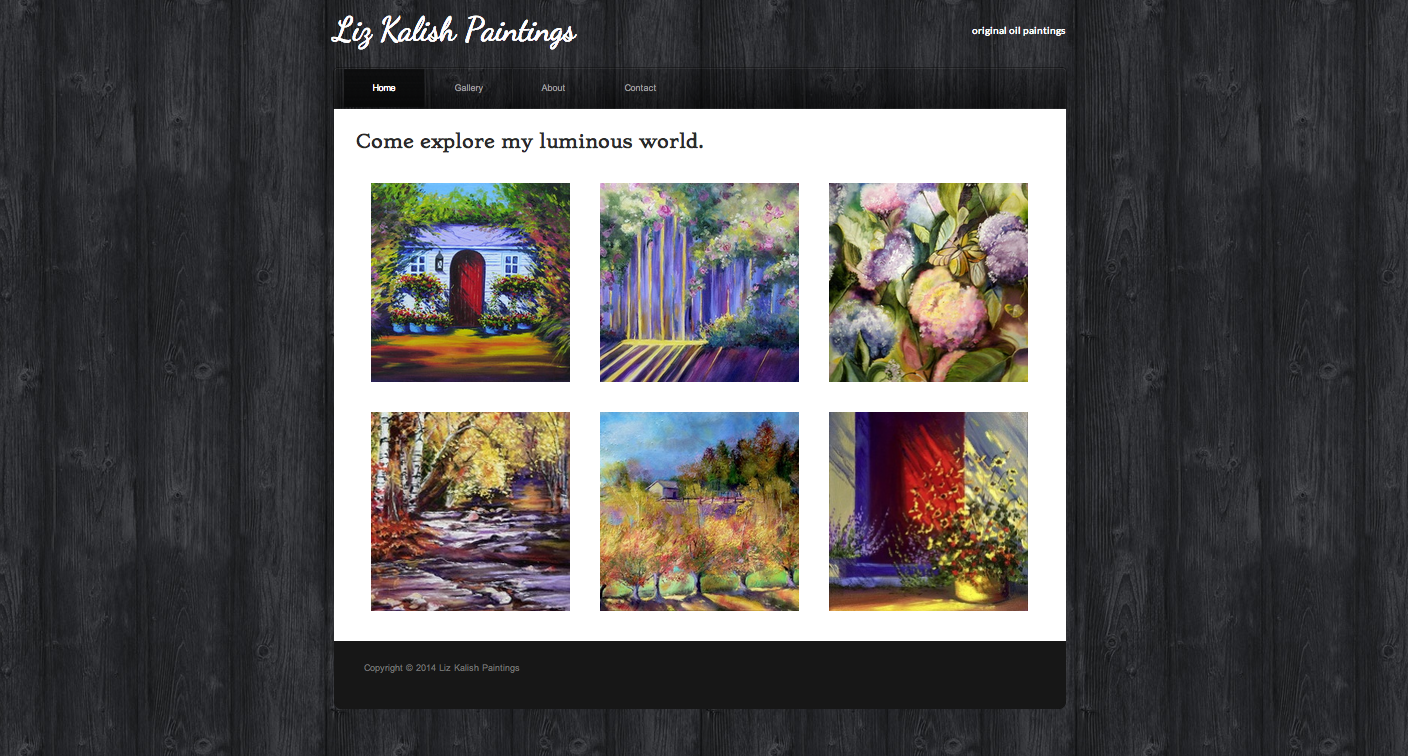 Liz Kalish Paintings
original oil paintings
Home Gallery About Contact
Come explore my luminous world.
Copyright © 2014 Liz Kalish Paintings